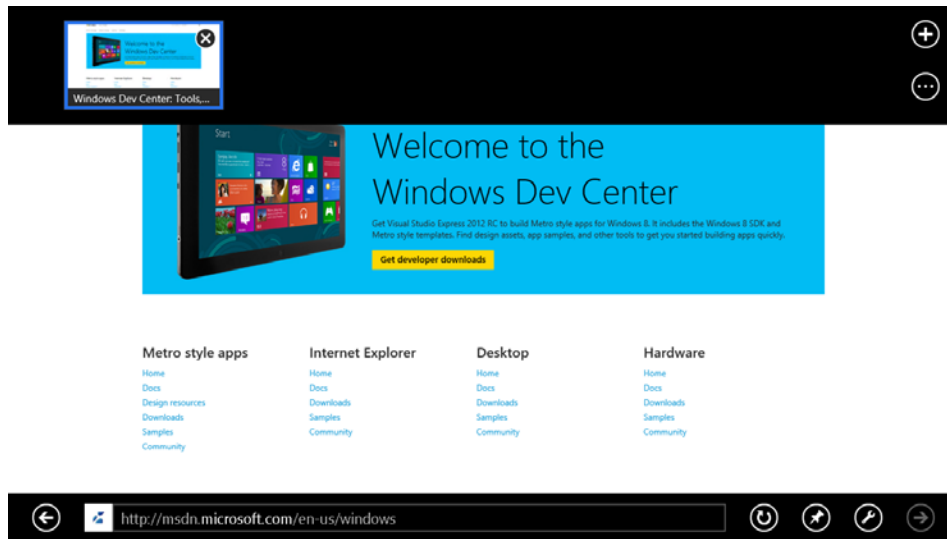 Windows Dev Center: Tools,...
Start
Welcome to the
Windows Dev Center
Get Visual Studio Express 2012 RC to build Metro style apps for Windows 8. It includes the Windows 8 SDK and
Metro style templates. Find design assets, app samples, and other tools to get you started building apps quickly.
Get developer downloads
Metro style apps
Home
Docs
Design resources
Downloads
Samples
Community
Internet Explorer
Home
Docs
Downloads
Samples
Community
Desktop
Home
Docs
Downloads
Samples
Community
Hardware
Home
Docs
Downloads
Samples
Community
http://msdn.microsoft.com/en-us/windows